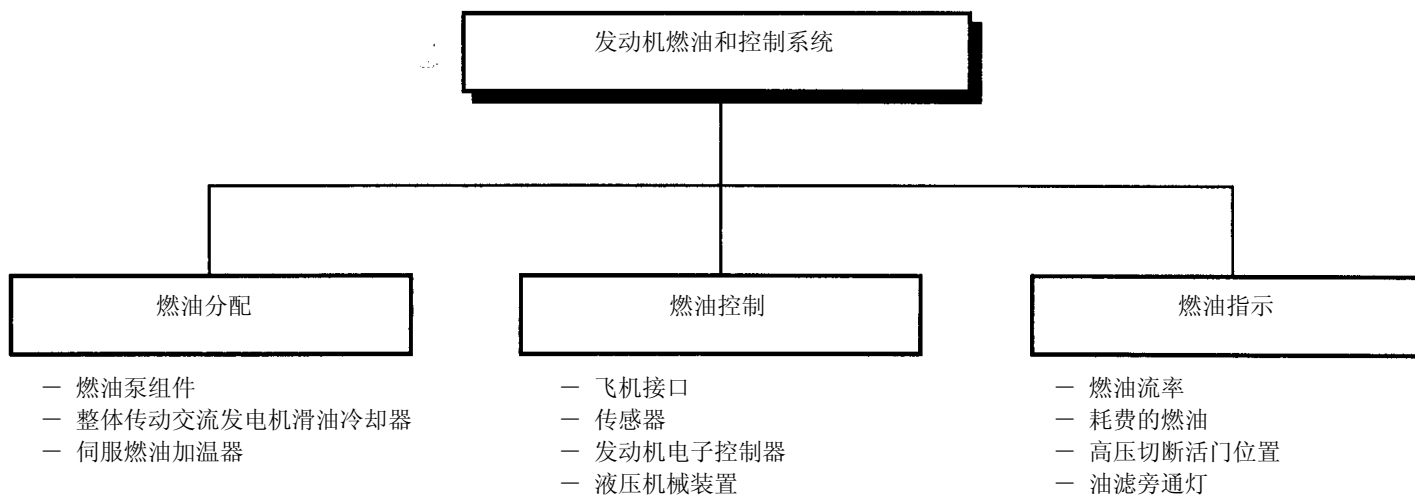 发动机燃油和控制系统
燃油分配
— 燃油泵组件
— 整体传动交流发电机滑油冷却器
— 伺服燃油加温器
燃油控制
— 飞机接口
— 传感器
— 发动机电子控制器
— 液压机械装置
燃油指示
— 燃油流率
— 耗费的燃油
— 高压切断活门位置
— 油滤旁通灯